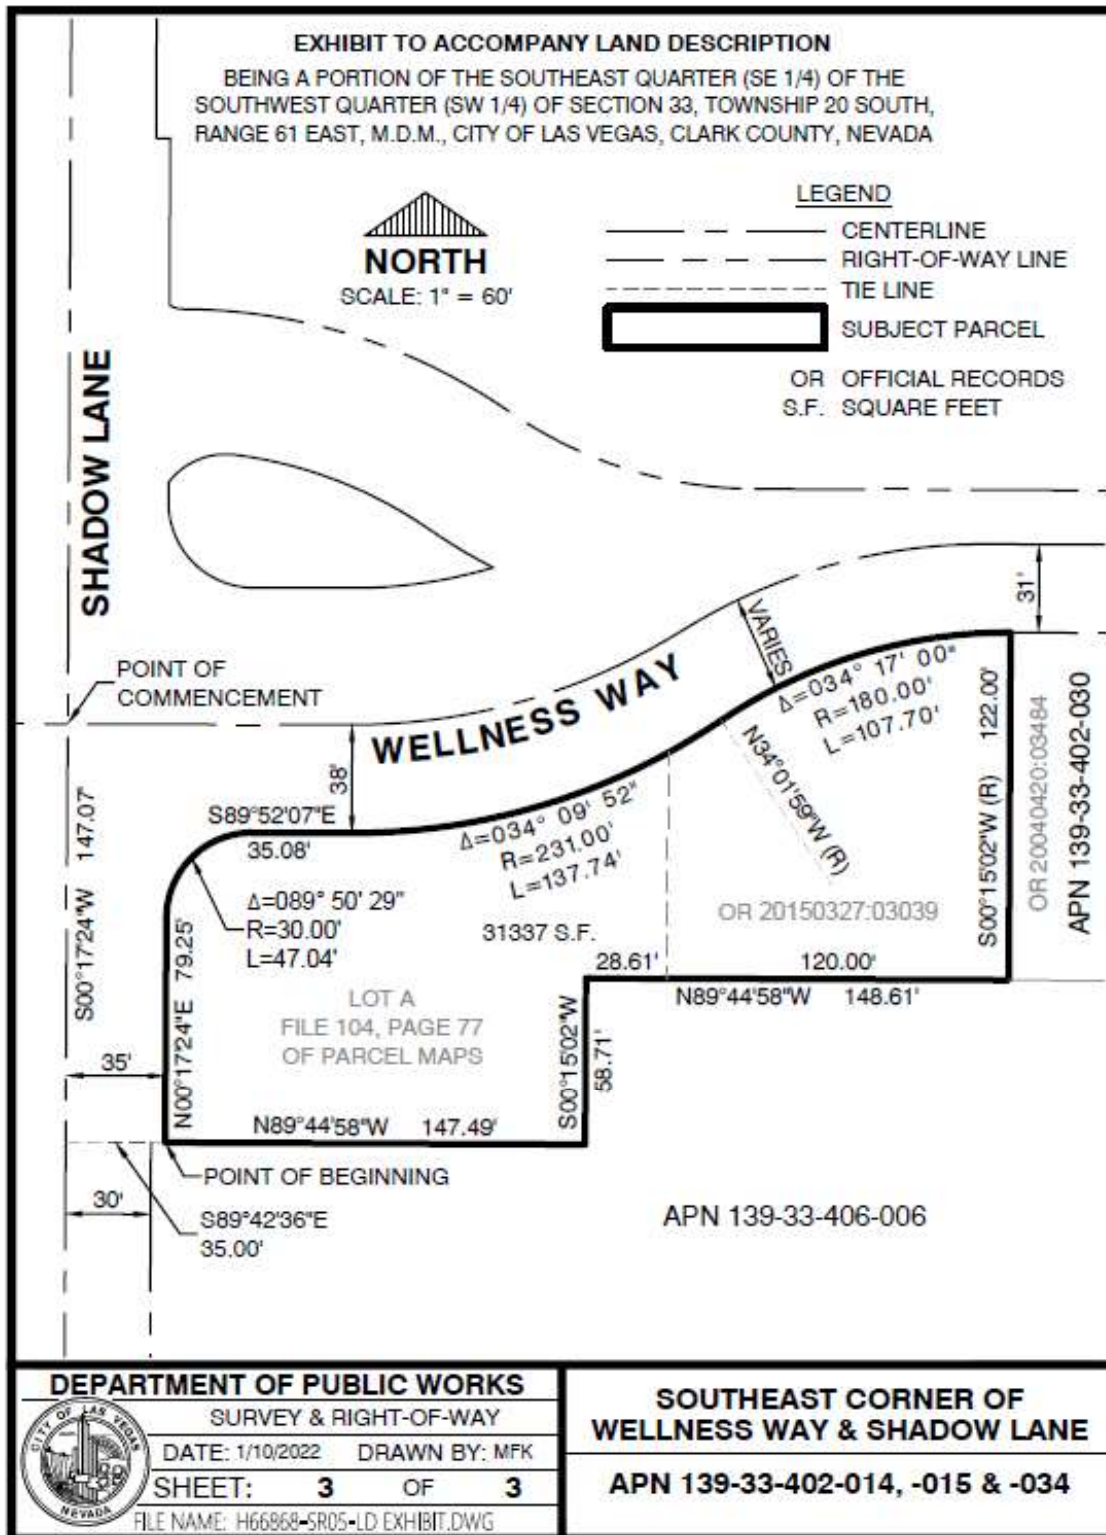 EXHIBIT TO ACCOMPANY LAND DESCRIPTION
BEING A PORTION OF THE SOUTHEAST QUARTER (SE 1/4) OF THE
SOUTHWEST QUARTER (SW 1/4) OF SECTION 33, TOWNSHIP 20 SOUTH,
RANGE 61 EAST, M.D.M., CITY OF LAS VEGAS, CLARK COUNTY, NEVADA
NORTH
SCALE: 1" = 60'
LEGEND
CENTERLINE
RIGHT-OF-WAY LINE
TIE LINE
SUBJECT PARCEL
OR OFFICIAL RECORDS
S.F. SQUARE FEET
SHADOW LANE
POINT OF
COMMENCEMENT
WELLNESS WAY
VARIES
31'
38'
Δ=034° 17' 00"
R=180.00'
L=107.70'
N34°01'59"W (R)
S00°15'02"W (R) 122.00'
OR 20040420:03484
APN 139-33-402-030
S89°52'07"E
35.08'
Δ=034° 09' 52"
R=231.00'
L=137.74'
Δ=089° 50' 29"
R=30.00'
L=47.04'
31337 S.F.
OR 20150327:03039
S00°17'24"W 147.07'
N00°17'24"E 79.25'
28.61'
120.00'
N89°44'58"W 148.61'
LOT A
FILE 104, PAGE 77
OF PARCEL MAPS
S00°15'02"W
58.71'
35'
N89°44'58"W 147.49'
POINT OF BEGINNING
30'
S89°42'36"E
35.00'
APN 139-33-406-006
DEPARTMENT OF PUBLIC WORKS
SURVEY & RIGHT-OF-WAY
DATE: 1/10/2022 DRAWN BY: MFK
SHEET: 3 OF 3
FILE NAME: H66868-SR05-LD EXHIBIT.DWG
CITY OF LAS VEGAS
NEVADA
SOUTHEAST CORNER OF
WELLNESS WAY & SHADOW LANE
APN 139-33-402-014, -015 & -034